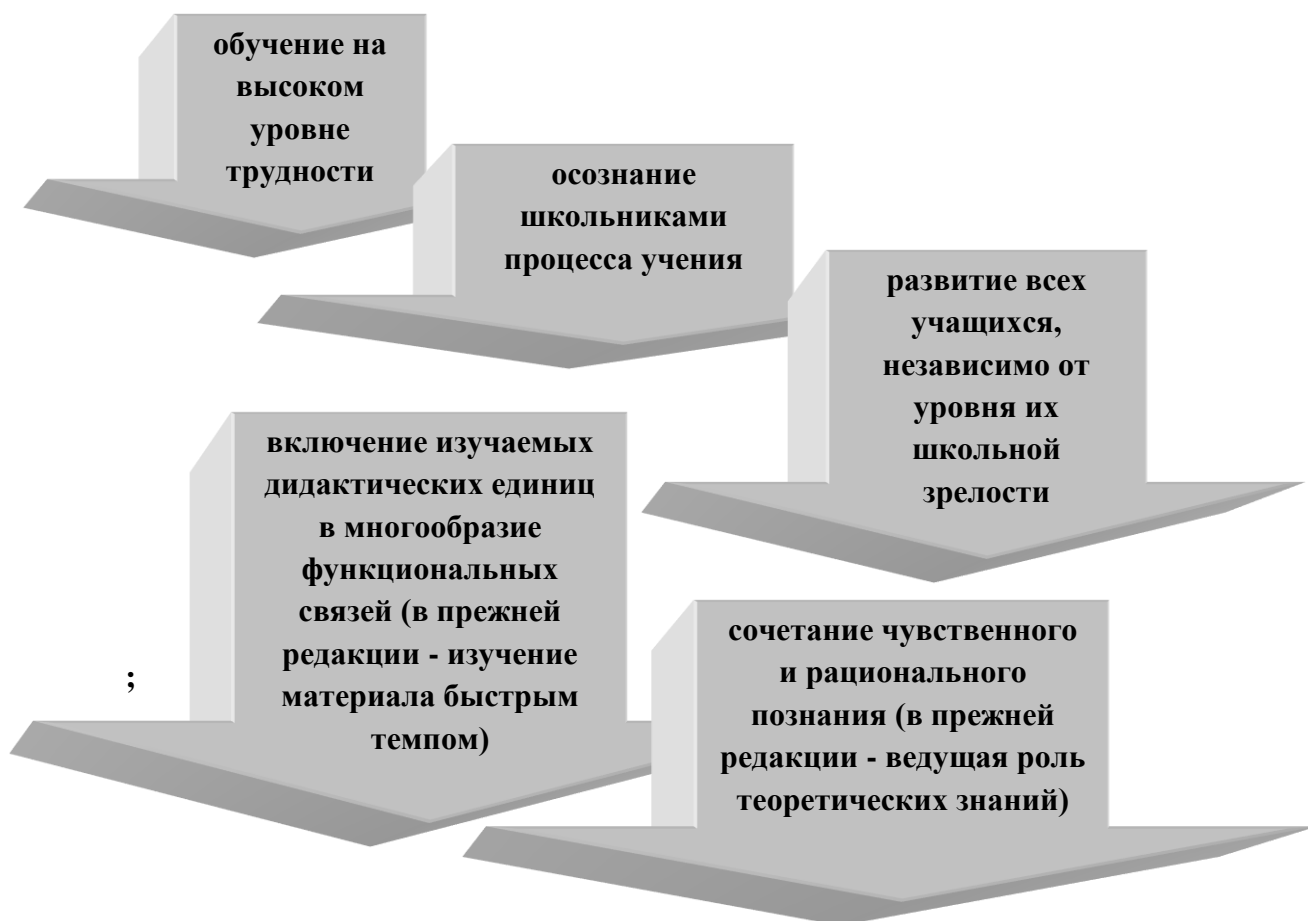 обучение на
высоком
уровне
трудности
осознание
школьниками
процесса учения
развитие всех
учащихся,
независимо от
уровня их
школьной
зрелости
включение изучаемых
дидактических единиц
в многообразие
функциональных
связей (в прежней
редакции - изучение
материала быстрым
темпом)
;
сочетание чувственного
и рационального
познания (в прежней
редакции - ведущая роль
теоретических знаний)